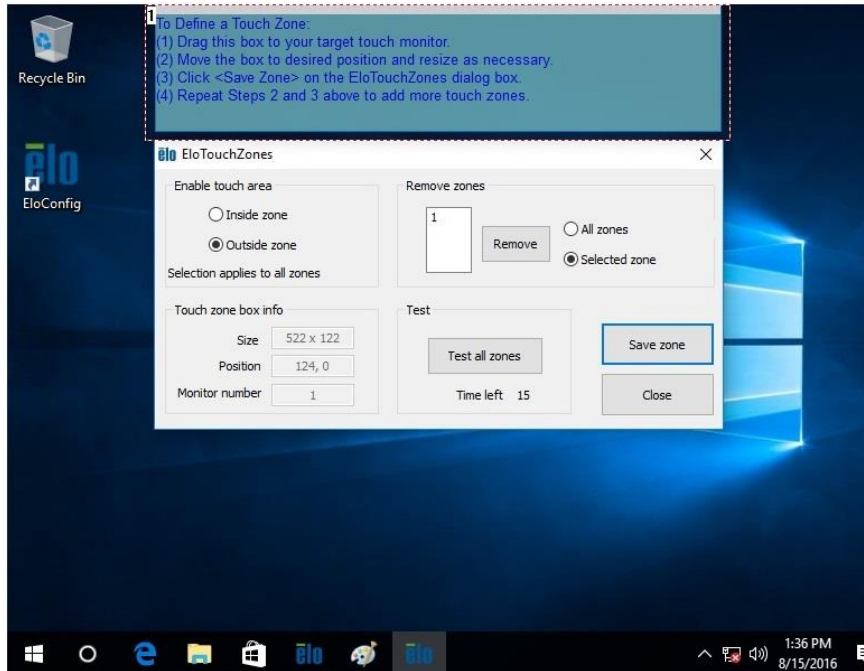 1
To Define a Touch Zone:
(1) Drag this box to your target touch monitor.
(2) Move the box to desired position and resize as necessary.
(3) Click <Save Zone> on the EloTouchZones dialog box.
(4) Repeat Steps 2 and 3 above to add more touch zones.
Recycle Bin
elo
EloConfig
elo EloTouchZones
Enable touch area
Inside zone
Outside zone
Selection applies to all zones
Remove zones
1
Remove
All zones
Selected zone
Touch zone box info
Size 522 x 122
Position 124, 0
Monitor number 1
Test
Test all zones
Time left 15
Save zone
Close
elo
elo
1:36 PM
8/15/2016